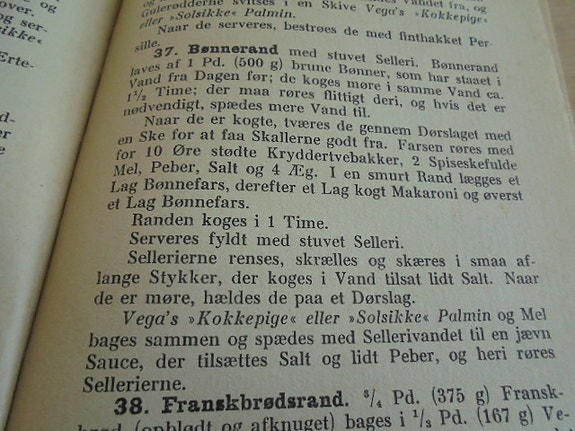 Gulerødderne svitses i en Skive Vega's »Kokkepige«
eller »Solsikke« Palmin.
Naar de serveres, bestrøes de med finthakket Per-
sille.
37. Bønnerand med stuvet Selleri. Bønnerand
laves af 1 Pd. (500 g) brune Bønner, som har staaet i
Vand fra Dagen før; de koges møre i samme Vand ca.
1½ Time; der maa røres flittigt deri, og hvis det er
nødvendigt, spædes mere Vand til.
Naar de er kogte, tværes de gennem Dørslaget med
en Ske for at faa Skallerne godt fra. Farsen røres med
for 10 Øre stødte Kryddertvebakker, 2 Spiseskefulde
Mel, Peber, Salt og 4 Æg. I en smurt Rand lægges et
Lag Bønnefars, derefter et Lag kogt Makaroni og øverst
et Lag Bønnefars.
Randen koges i 1 Time.
Serveres fyldt med stuvet Selleri.
Sellerierne renses, skrælles og skæres i smaa af-
lange Stykker, der koges i Vand tilsat lidt Salt. Naar
de er møre, hældes de paa et Dørslag.
Vega's »Kokkepige« eller »Solsikke« Palmin og Mel
bages sammen og spædes med Sellerivandet til en jævn
Sauce, der tilsættes Salt og lidt Peber, og heri røres
Sellerierne.
38. Franskbrødsrand. ¾ Pd. (375 g) Fransk-
brød (opblødt og afknuget) bages i ⅓ Pd. (167 g) Ve-